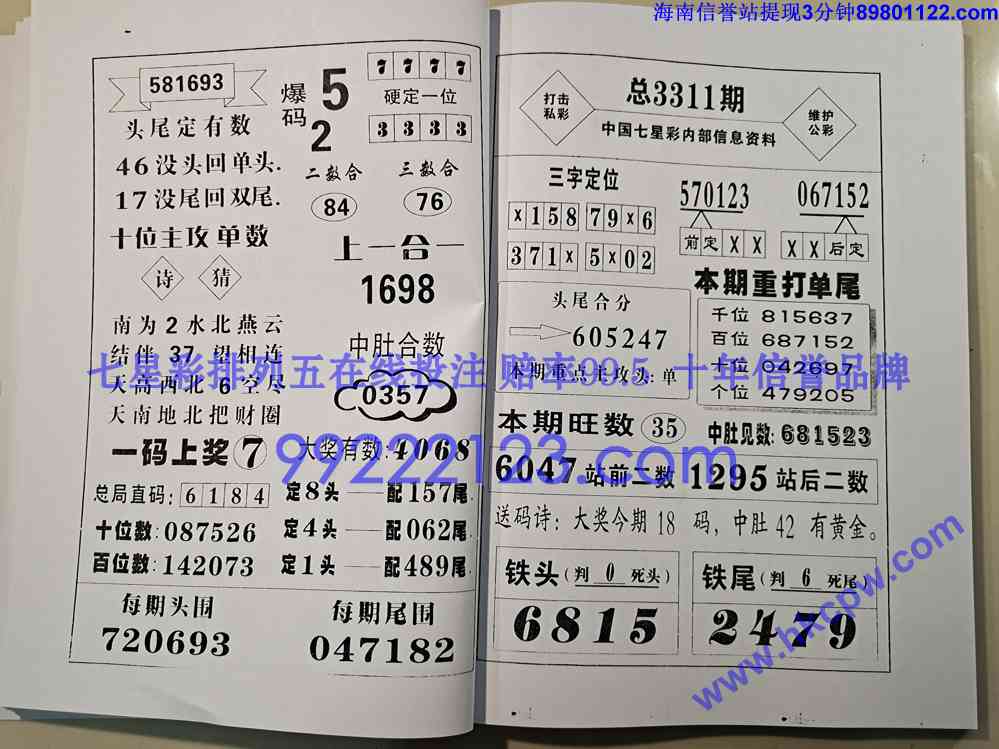 海南信誉站提现3分钟89801122.com
581693
头尾定有数
46没头回单头.
17没尾回双尾.
十位主攻单数
诗 猜
南为2水北燕云
结伴 37 望相连
天高西北 6 空尽
天南地北把财圈
爆码 5 2
7 7 7 7
硬定一位
3 3 3 3
二数合 三数合
84 76
上一合一
1698
中肚合数
0357
一码上奖 7 大奖有数:4068
总局直码: 6 1 8 4 定8头——配157尾.
十位数:087526 定4头——配062尾
百位数:142073 定1头——配489尾.
每期头围 每期尾围
720693 047182
打击私彩
总3311期
中国七星彩内部信息资料
维护公彩
三字定位
×158 79×6
371× 5×02
570123 067152
前定×× ××后定
头尾合分
605247
本期重点主攻头:单
本期重打单尾
千位 815637
百位 687152
十位 042697
个位 479205
本期旺数 35 中肚见数:681523
6047站前二数 1295站后二数
送码诗:大奖今期 18 码,中肚 42 有黄金。
铁头(判 0 死头) 铁尾(判 6 死尾)
6815 2479
七星彩排列五在线投注 赔率99.5 十年信誉品牌
99222123.com
www.hkcpw.com